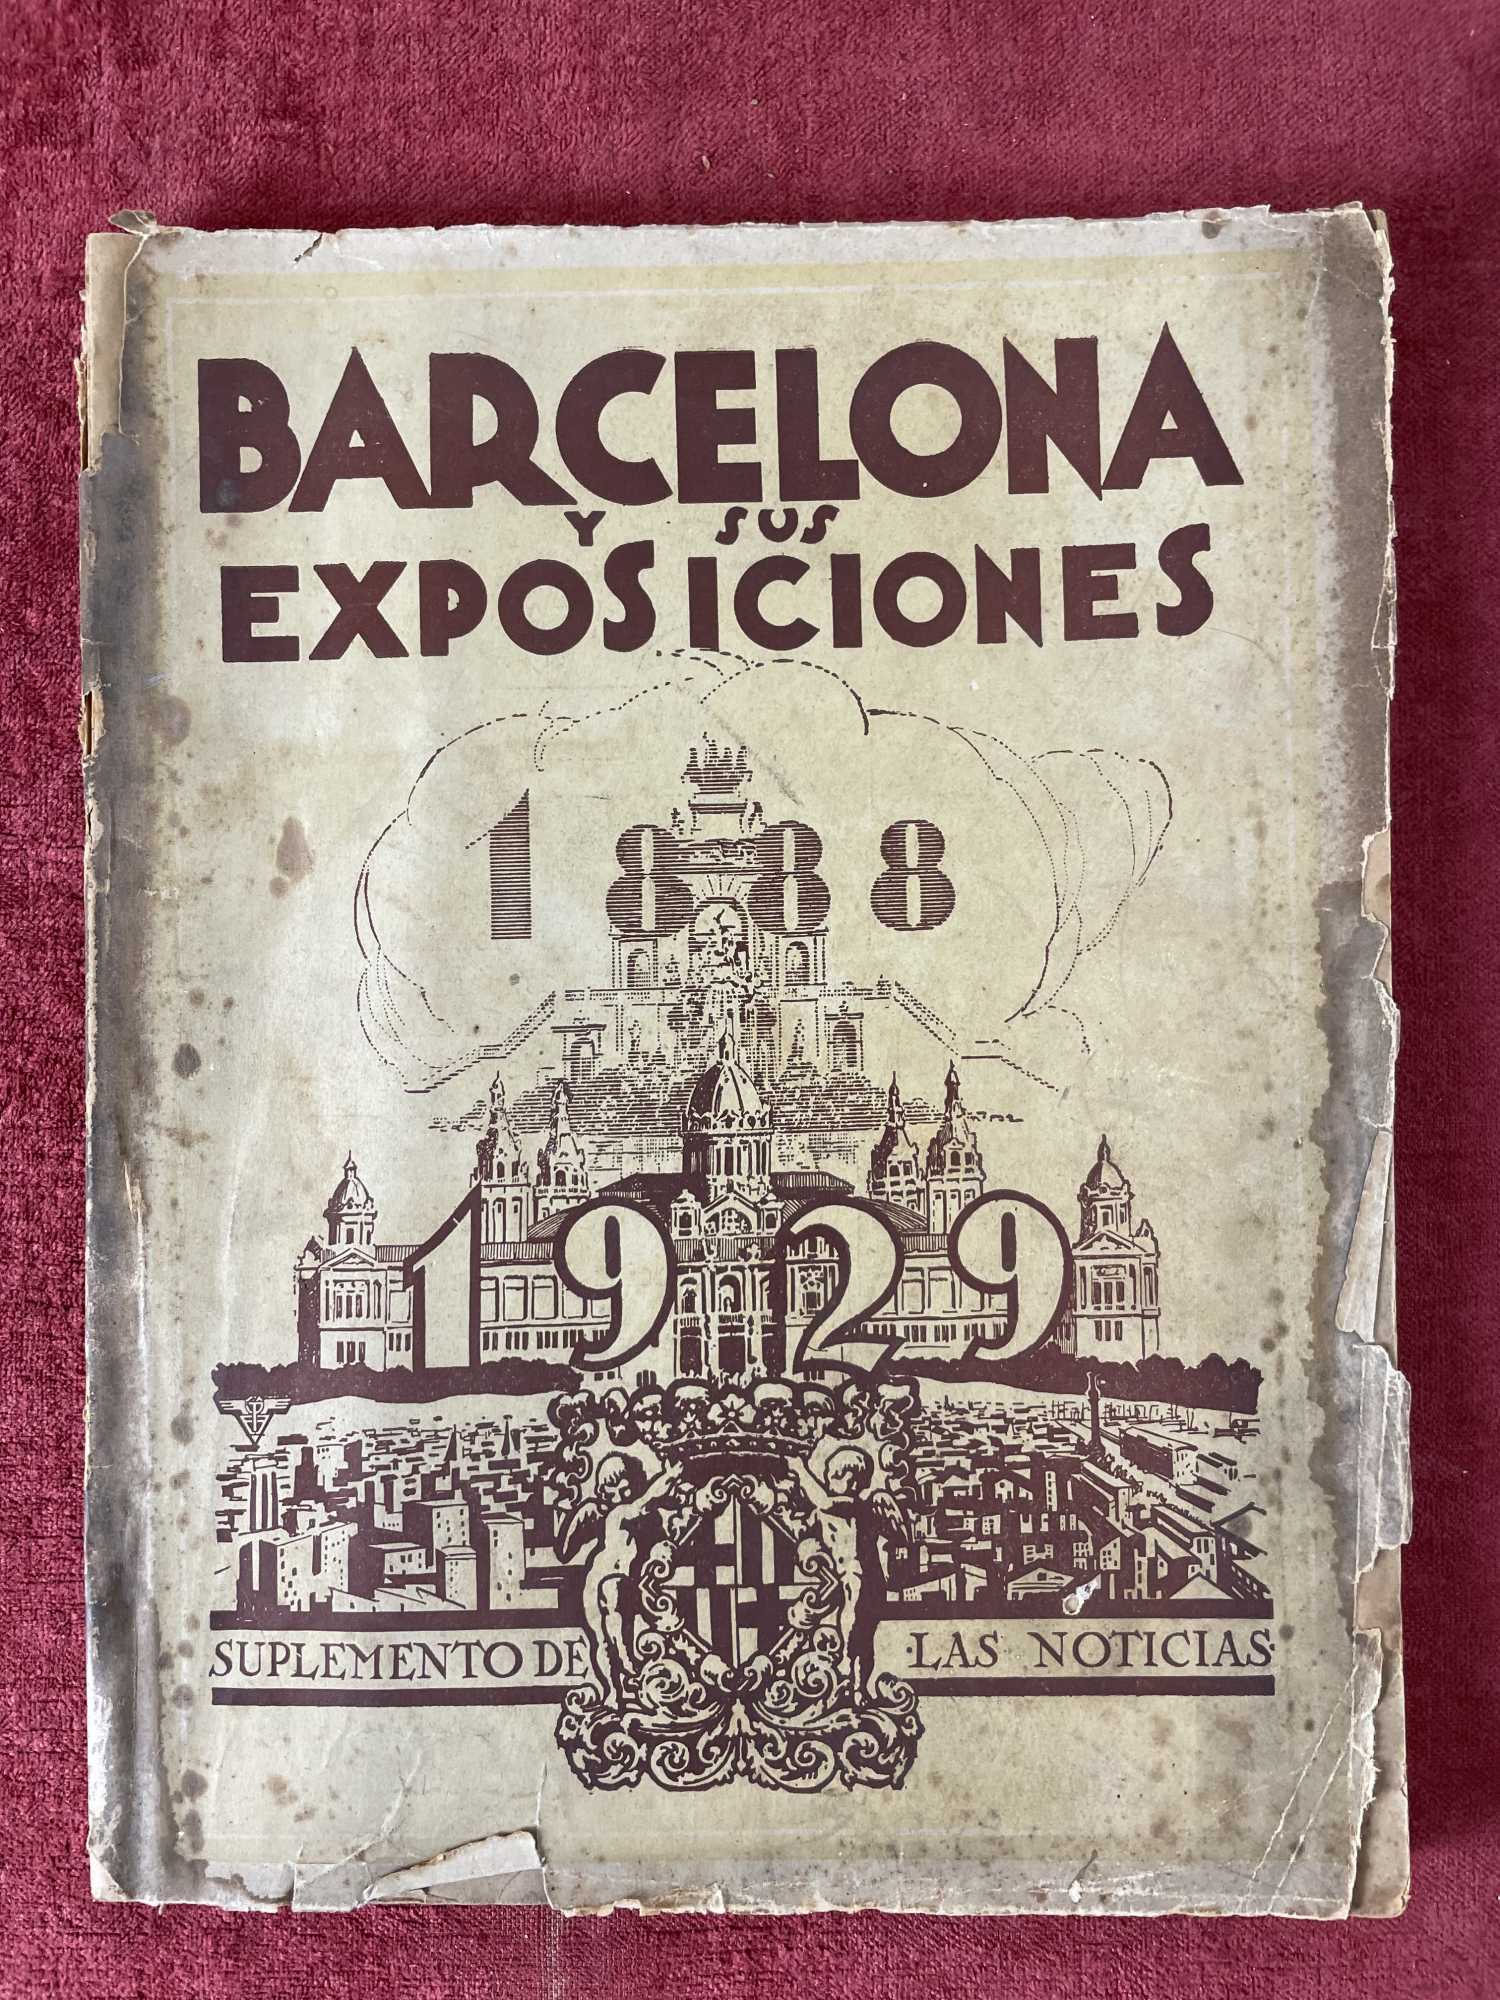 BARCELONA
Y SUS
EXPOSICIONES
1888
1929
SUPLEMENTO DE · LAS NOTICIAS ·